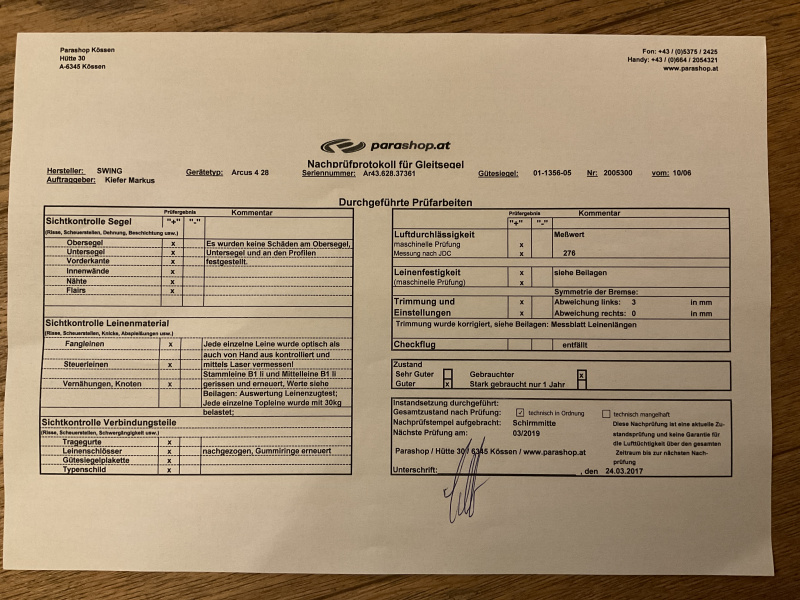 Parashop Kössen
Hütte 30
A-6345 Kössen
Fon: +43 / (0)5375 / 2425
Handy: +43 / (0)664 / 2054321
www.parashop.at
parashop.at
Nachprüfprotokoll für Gleitsegel
Hersteller: SWING Gerätetyp: Arcus 4 28 Seriennummer: Ar43.628.37361 Gütesiegel: 01-1356-05 Nr: 2005300 vom: 10/06
Auftraggeber: Kiefer Markus
Durchgeführte Prüfarbeiten
Prüfergebnis Kommentar
Sichtkontrolle Segel "+" "-"
(Risse, Scheuerstellen, Dehnung, Beschichtung usw.)
Obersegel x Es wurden keine Schäden am Obersegel,
Untersegel x Untersegel und an den Profilen
Vorderkante x festgestellt.
Innenwände x
Nähte x
Flairs x
Sichtkontrolle Leinenmaterial
(Risse, Scheuerstellen, Knicke, Abspleißungen usw.)
Fangleinen x Jede einzelne Leine wurde optisch als
auch von Hand aus kontrolliert und
Steuerleinen x mittels Laser vermessen!
Stammleine B1 li und Mittelleine B1 li
Vernähungen, Knoten x gerissen und erneuert, Werte siehe
Beilagen: Auswertung Leinenzugtest;
Jede einzelne Topleine wurde mit 30kg
belastet;
Sichtkontrolle Verbindungsteile
(Risse, Scheuerstellen, Schwergängigkeit usw.)
Tragegurte x
Leinenschlösser x nachgezogen, Gummiringe erneuert
Gütesiegelplakette x
Typenschild x
Prüfergebnis Kommentar
"+" "-"
Luftdurchlässigkeit Meßwert
maschinelle Prüfung x
Messung nach JDC x 276
Leinenfestigkeit x siehe Beilagen
(maschinelle Prüfung) x
Symmetrie der Bremse:
Trimmung und x Abweichung links: 3 in mm
Einstellungen x Abweichung rechts: 0 in mm
Trimmung wurde korrigiert, siehe Beilagen: Messblatt Leinenlängen
Checkflug entfällt
Zustand
Sehr Guter Gebrauchter x
Guter x Stark gebraucht nur 1 Jahr
Instandsetzung durchgeführt:
Gesamtzustand nach Prüfung: ✓ technisch in Ordnung technisch mangelhaft
Nachprüfstempel aufgebracht: Schirmmitte
Nächste Prüfung am: 03/2019
Diese Nachprüfung ist eine aktuelle Zu-
standsprüfung und keine Garantie für
die Lufttüchtigkeit über den gesamten
Zeitraum bis zur nächsten Nach-
prüfung
Parashop / Hütte 30 / 6345 Kössen / www.parashop.at
Unterschrift: , den 24.03.2017